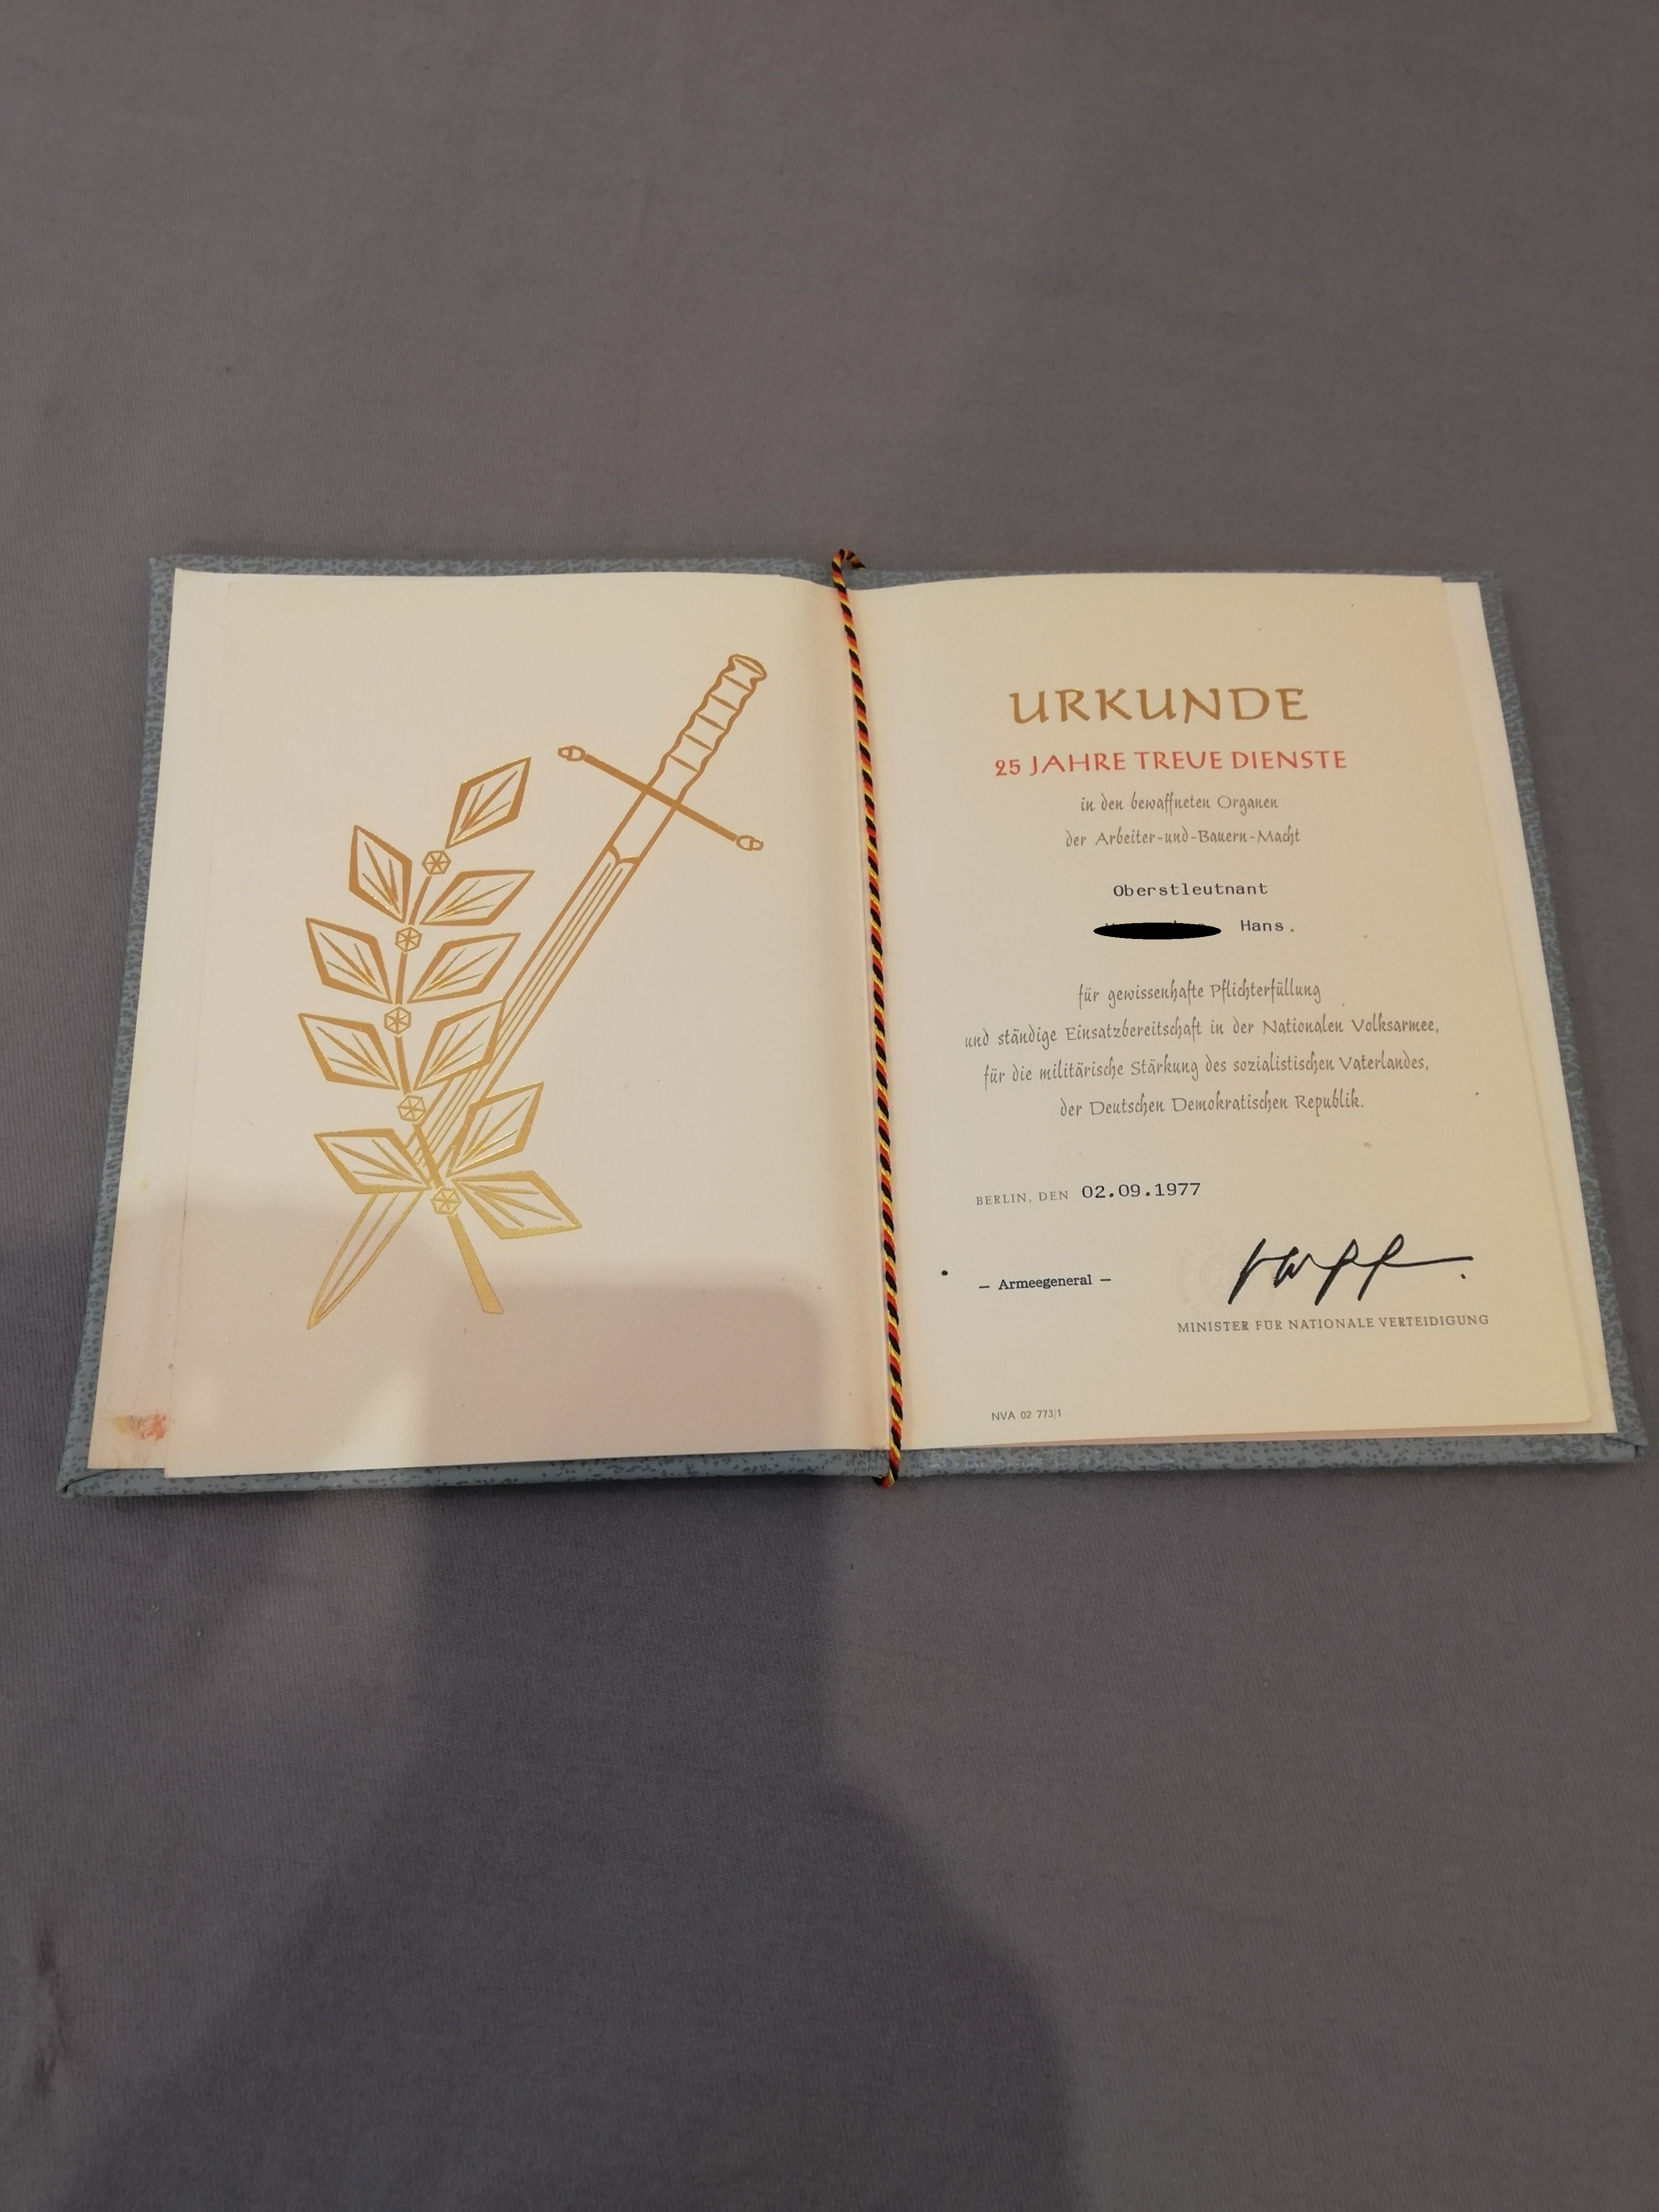 URKUNDE
25 JAHRE TREUE DIENSTE
in den bewaffneten Organen
der Arbeiter-und-Bauern-Macht
Oberstleutnant
Hans.
für gewissenhafte Pflichterfüllung
und ständige Einsatzbereitschaft in der Nationalen Volksarmee,
für die militärische Stärkung des sozialistischen Vaterlandes,
der Deutschen Demokratischen Republik.
BERLIN, DEN 02.09.1977
– Armeegeneral –
MINISTER FÜR NATIONALE VERTEIDIGUNG
NVA 02 773/1